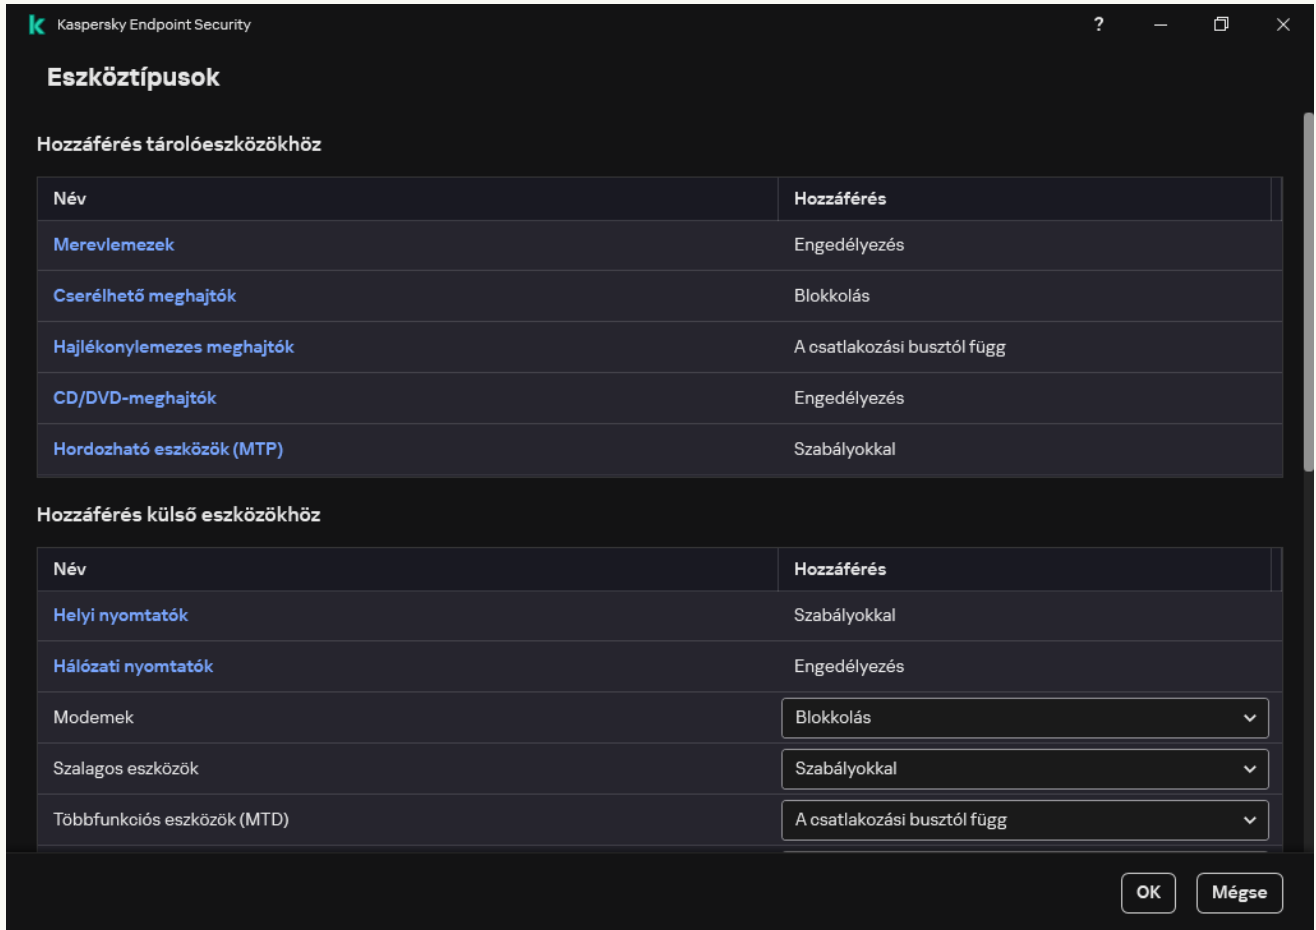 Kaspersky Endpoint Security ?
Eszköztípusok
Hozzáférés tárolóeszközökhöz
Név Hozzáférés
Merevlemezek Engedélyezés
Cserélhető meghajtók Blokkolás
Hajlékonylemezes meghajtók A csatlakozási busztól függ
CD/DVD-meghajtók Engedélyezés
Hordozható eszközök (MTP) Szabályokkal
Hozzáférés külső eszközökhöz
Név Hozzáférés
Helyi nyomtatók Szabályokkal
Hálózati nyomtatók Engedélyezés
Modemek Blokkolás
Szalagos eszközök Szabályokkal
Többfunkciós eszközök (MTD) A csatlakozási busztól függ
OK Mégse